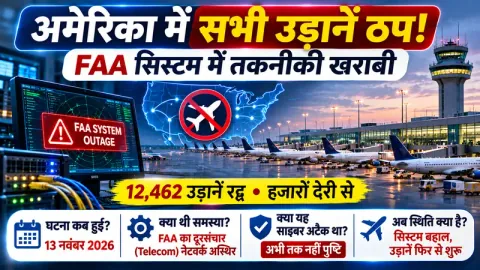 अमेरिका में सभी उड़ानें ठप!
FAA सिस्टम में तकनीकी खराबी
FAA SYSTEM
OUTAGE
12,462 उड़ानें रद्द • हजारों देरी से
घटना कब हुई?
13 नवंबर 2026
क्या थी समस्या?
FAA का दूरसंचार
(Telecom) नेटवर्क अस्थिर
क्या यह
साइबर अटैक था?
अभी तक नहीं पुष्टि
अब स्थिति क्या है?
सिस्टम बहाल,
उड़ानें फिर से शुरू